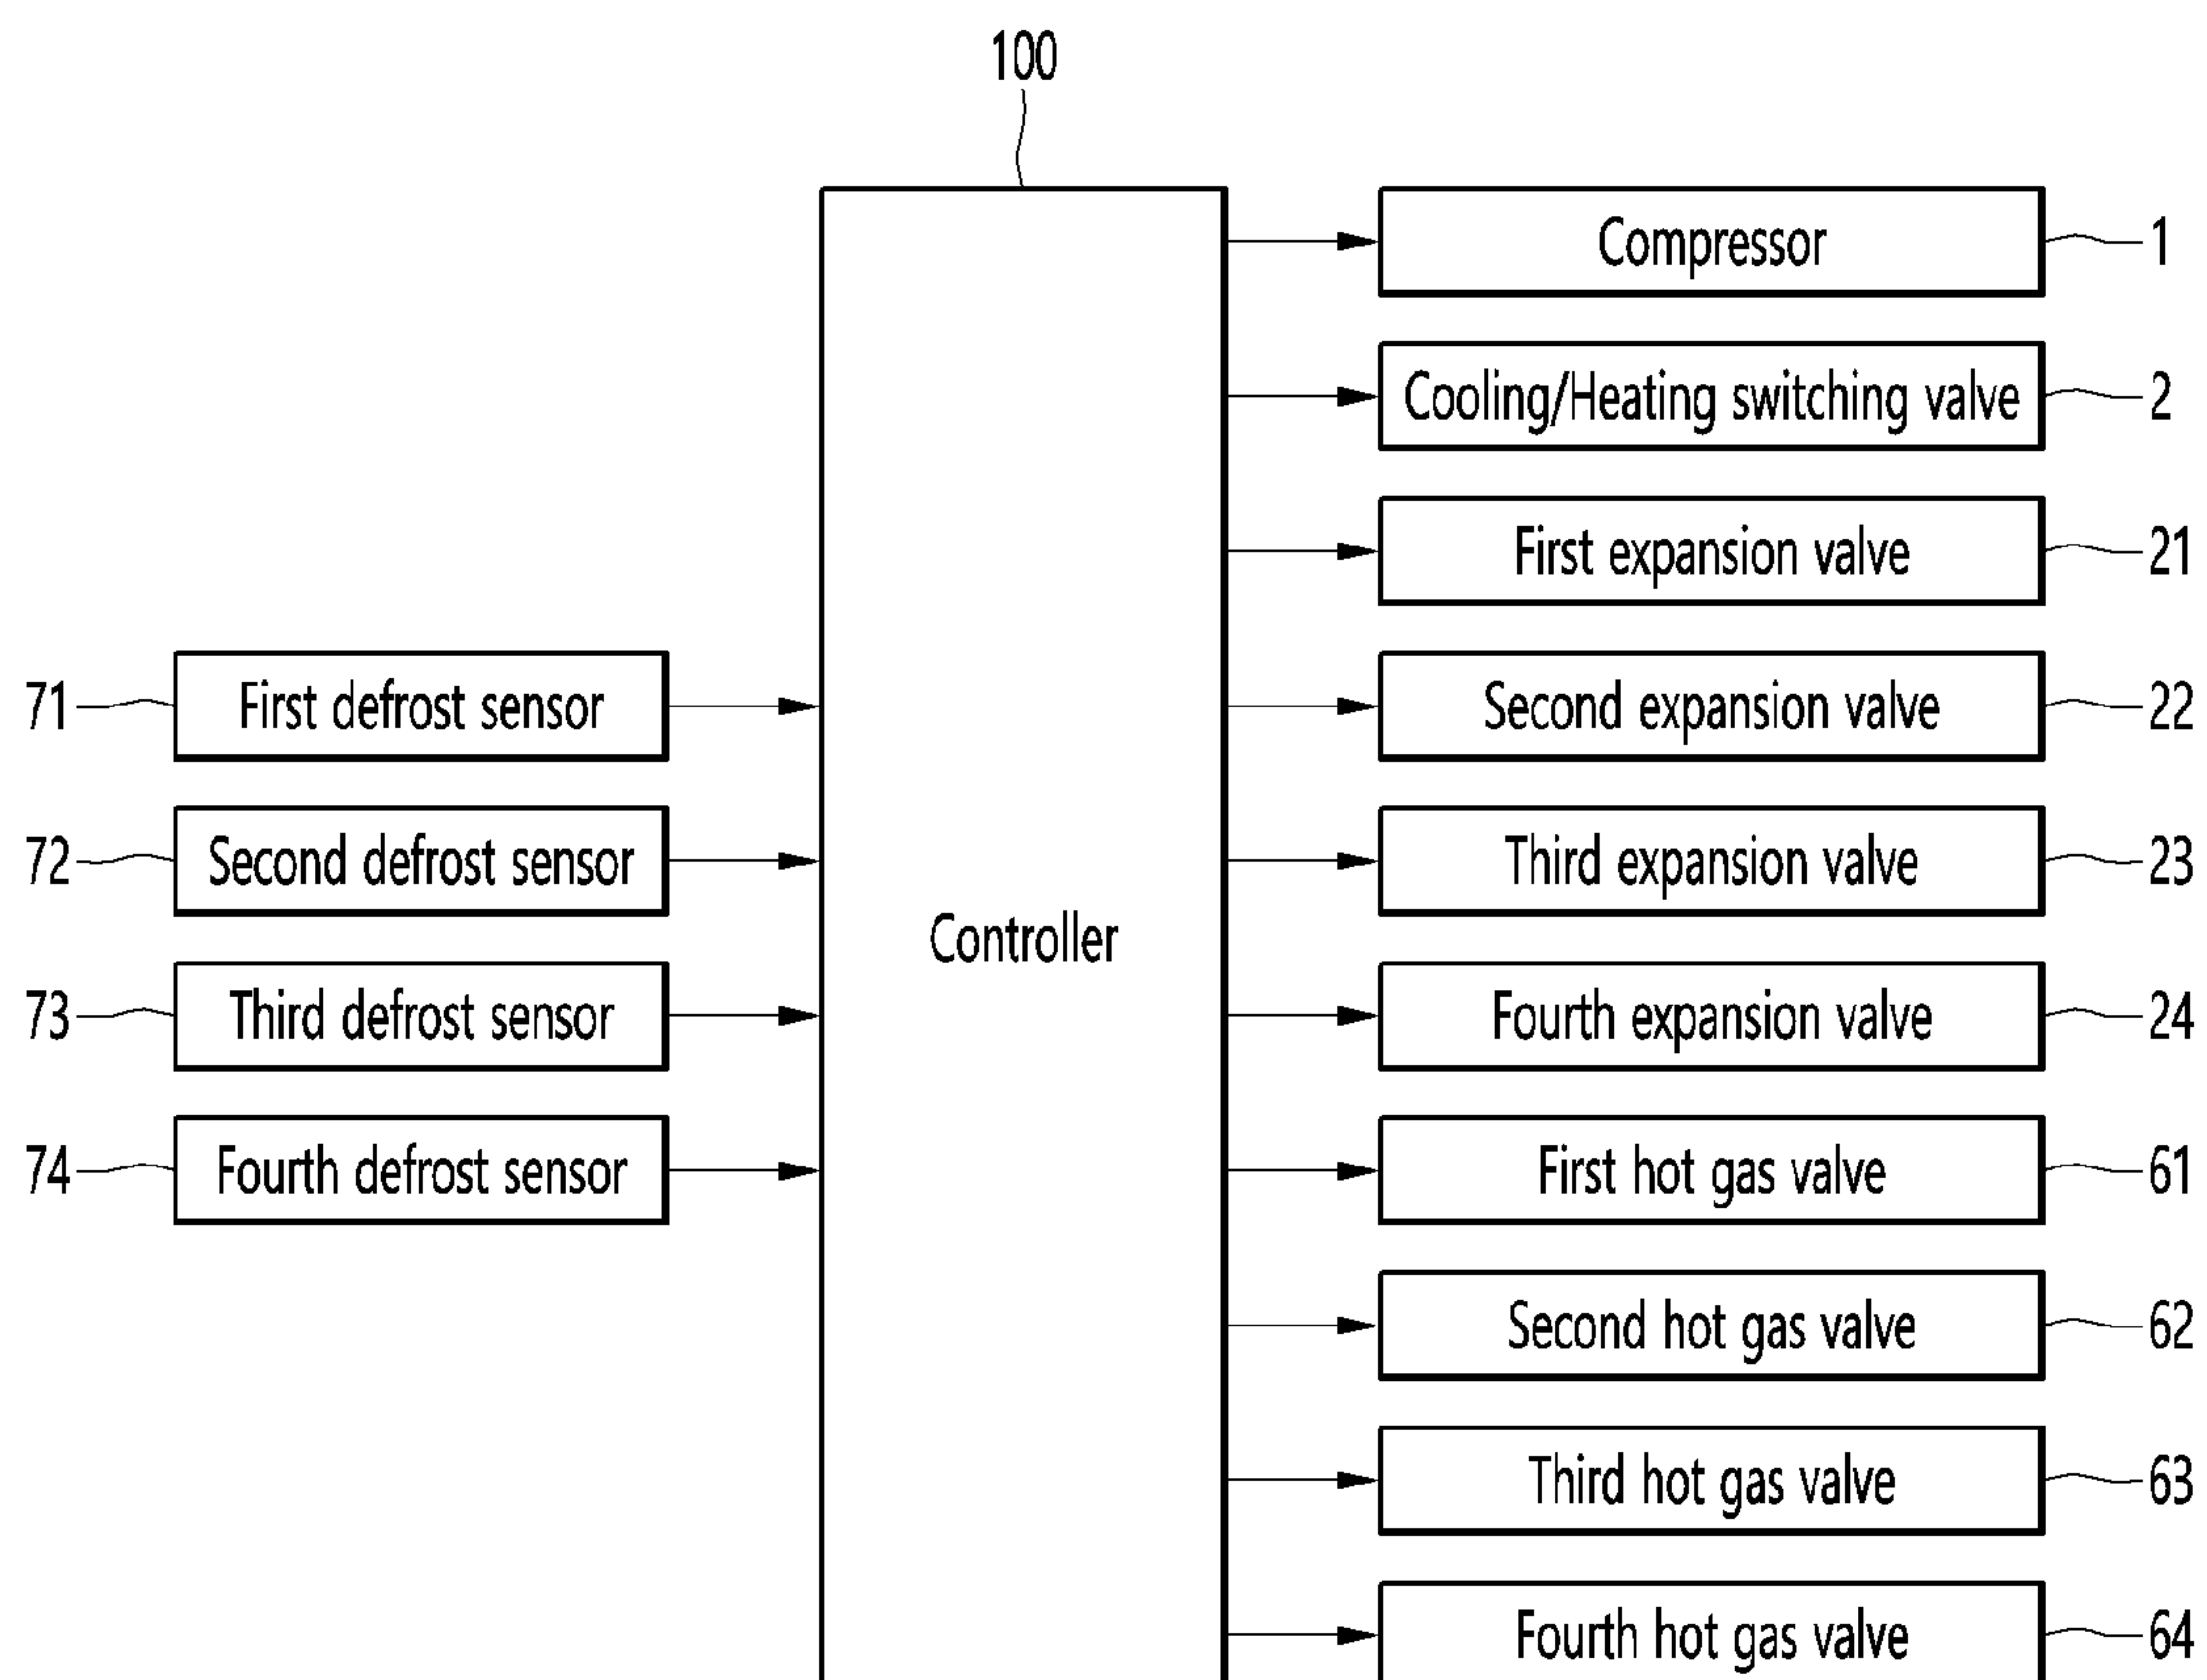 100
Compressor 1
Cooling/Heating switching valve 2
First expansion valve 21
71 First defrost sensor
Second expansion valve 22
72 Second defrost sensor
Third expansion valve 23
Controller
73 Third defrost sensor
Fourth expansion valve 24
74 Fourth defrost sensor
First hot gas valve 61
Second hot gas valve 62
Third hot gas valve 63
Fourth hot gas valve 64